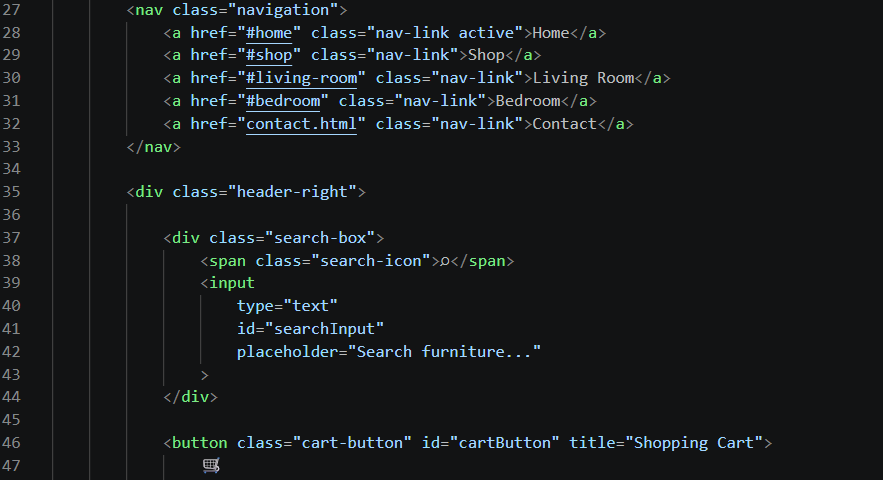 27 <nav class="navigation">
28 <a href="#home" class="nav-link active">Home</a>
29 <a href="#shop" class="nav-link">Shop</a>
30 <a href="#living-room" class="nav-link">Living Room</a>
31 <a href="#bedroom" class="nav-link">Bedroom</a>
32 <a href="contact.html" class="nav-link">Contact</a>
33 </nav>
34
35 <div class="header-right">
36
37 <div class="search-box">
38 <span class="search-icon">⌕</span>
39 <input
40 type="text"
41 id="searchInput"
42 placeholder="Search furniture..."
43 >
44 </div>
45
46 <button class="cart-button" id="cartButton" title="Shopping Cart">
47 🛒